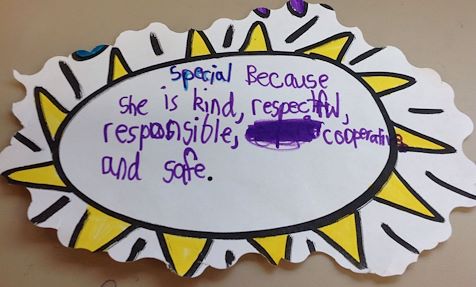 special Because
she is kind, respectful,
responsible, cooperative
and safe.